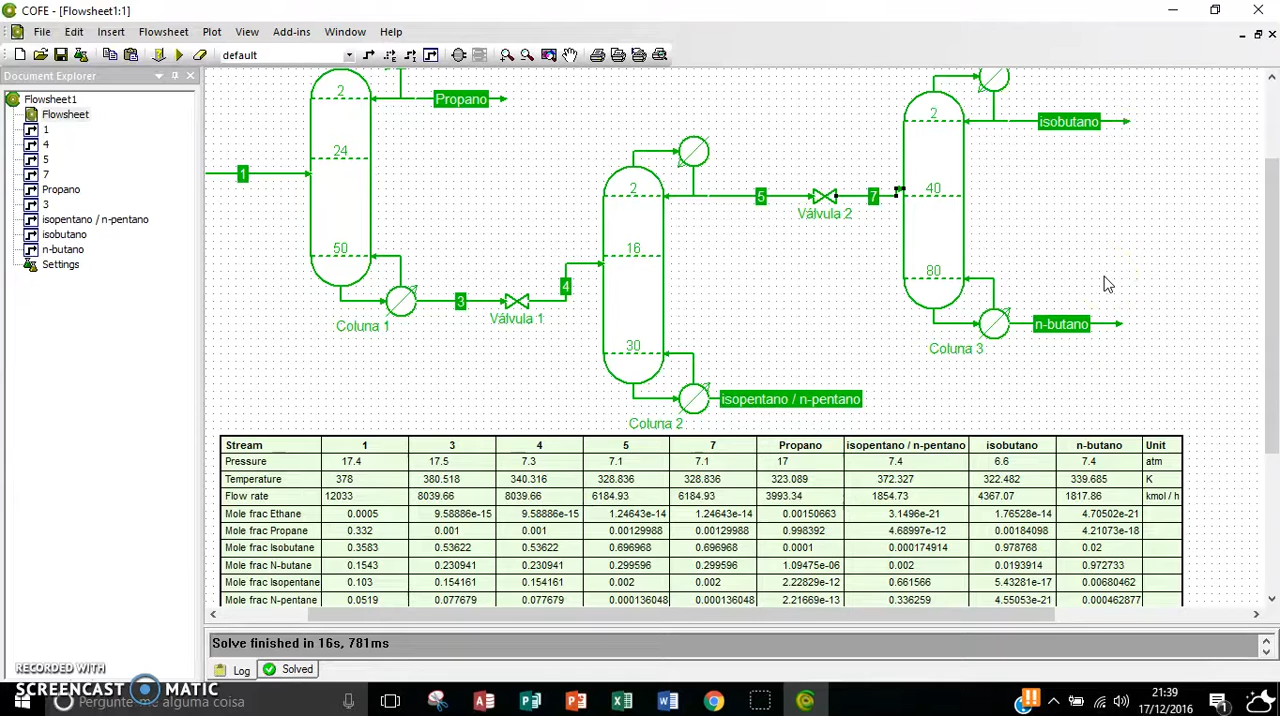 COFE - [Flowsheet1:1]
File Edit Insert Flowsheet Plot View Add-ins Window Help
default
Document Explorer
Flowsheet1
Flowsheet
1
4
5
7
Propano
3
isopentano / n-pentano
isobutano
n-butano
Settings
2
Propano
24
1
50
3
Coluna 1
Válvula 1
4
2
16
30
isopentano / n-pentano
Coluna 2
5
Válvula 2
7
2
isobutano
40
80
n-butano
Coluna 3
Stream 1 3 4 5 7 Propano isopentano / n-pentano isobutano n-butano Unit
Pressure 17.4 17.5 7.3 7.1 7.1 17 7.4 6.6 7.4 atm
Temperature 378 380.518 340.316 328.836 328.836 323.089 372.327 322.482 339.685 K
Flow rate 12033 8039.66 8039.66 6184.93 6184.93 3993.34 1854.73 4367.07 1817.86 kmol / h
Mole frac Ethane 0.0005 9.58886e-15 9.58886e-15 1.24643e-14 1.24643e-14 0.00150663 3.1496e-21 1.76528e-14 4.70502e-21
Mole frac Propane 0.332 0.001 0.001 0.00129988 0.00129988 0.998392 4.68997e-12 0.00184098 4.21073e-18
Mole frac Isobutane 0.3583 0.53622 0.53622 0.696968 0.696968 0.0001 0.000174914 0.978768 0.02
Mole frac N-butane 0.1543 0.230941 0.230941 0.299596 0.299596 1.09475e-06 0.002 0.0193914 0.972733
Mole frac Isopentane 0.103 0.154161 0.154161 0.002 0.002 2.22829e-12 0.661566 5.43281e-17 0.00680462
Mole frac N-pentane 0.0519 0.077679 0.077679 0.000136048 0.000136048 2.21669e-13 0.336259 4.55053e-21 0.000462877
Solve finished in 16s, 781ms
Log Solved
RECORDED WITH
SCREENCAST MATIC
Pergunte-me alguma coisa
21:39
17/12/2016